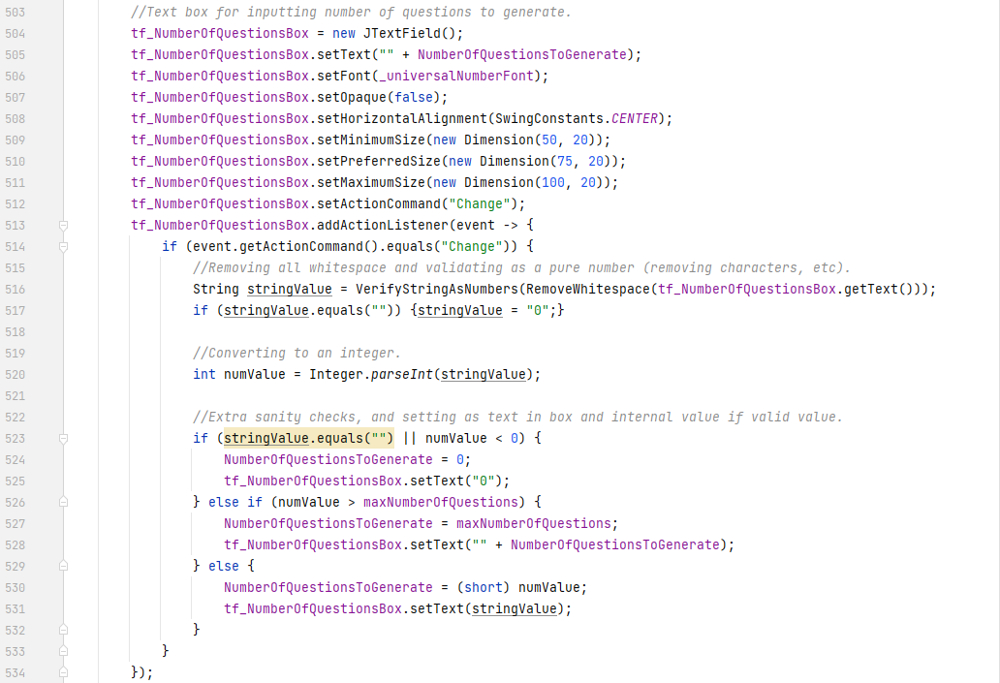 503 //Text box for inputting number of questions to generate.
504 tf_NumberOfQuestionsBox = new JTextField();
505 tf_NumberOfQuestionsBox.setText("" + NumberOfQuestionsToGenerate);
506 tf_NumberOfQuestionsBox.setFont(_universalNumberFont);
507 tf_NumberOfQuestionsBox.setOpaque(false);
508 tf_NumberOfQuestionsBox.setHorizontalAlignment(SwingConstants.CENTER);
509 tf_NumberOfQuestionsBox.setMinimumSize(new Dimension(50, 20));
510 tf_NumberOfQuestionsBox.setPreferredSize(new Dimension(75, 20));
511 tf_NumberOfQuestionsBox.setMaximumSize(new Dimension(100, 20));
512 tf_NumberOfQuestionsBox.setActionCommand("Change");
513 tf_NumberOfQuestionsBox.addActionListener(event -> {
514     if (event.getActionCommand().equals("Change")) {
515         //Removing all whitespace and validating as a pure number (removing characters, etc).
516         String stringValue = VerifyStringAsNumbers(RemoveWhitespace(tf_NumberOfQuestionsBox.getText()));
517         if (stringValue.equals("")) {stringValue = "0";}
518
519         //Converting to an integer.
520         int numValue = Integer.parseInt(stringValue);
521
522         //Extra sanity checks, and setting as text in box and internal value if valid value.
523         if (stringValue.equals("") || numValue < 0) {
524             NumberOfQuestionsToGenerate = 0;
525             tf_NumberOfQuestionsBox.setText("0");
526         } else if (numValue > maxNumberOfQuestions) {
527             NumberOfQuestionsToGenerate = maxNumberOfQuestions;
528             tf_NumberOfQuestionsBox.setText("" + NumberOfQuestionsToGenerate);
529         } else {
530             NumberOfQuestionsToGenerate = (short) numValue;
531             tf_NumberOfQuestionsBox.setText(stringValue);
532         }
533     }
534 });